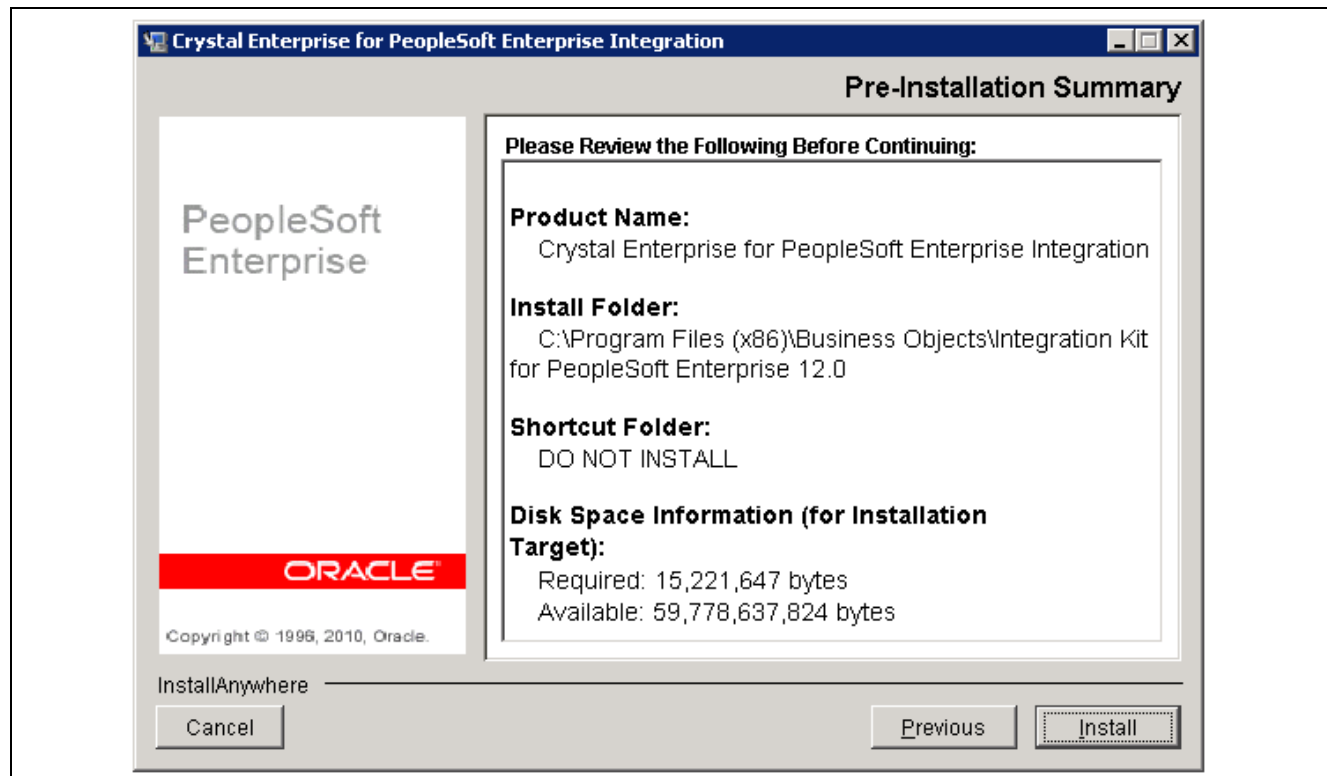 Crystal Enterprise for PeopleSoft Enterprise Integration
Pre-Installation Summary
PeopleSoft
Enterprise
ORACLE
Copyright © 1996, 2010, Oracle.
Please Review the Following Before Continuing:
Product Name:
Crystal Enterprise for PeopleSoft Enterprise Integration
Install Folder:
C:\Program Files (x86)\Business Objects\Integration Kit
for PeopleSoft Enterprise 12.0
Shortcut Folder:
DO NOT INSTALL
Disk Space Information (for Installation
Target):
Required: 15,221,647 bytes
Available: 59,778,637,824 bytes
InstallAnywhere
Cancel
Previous
Install